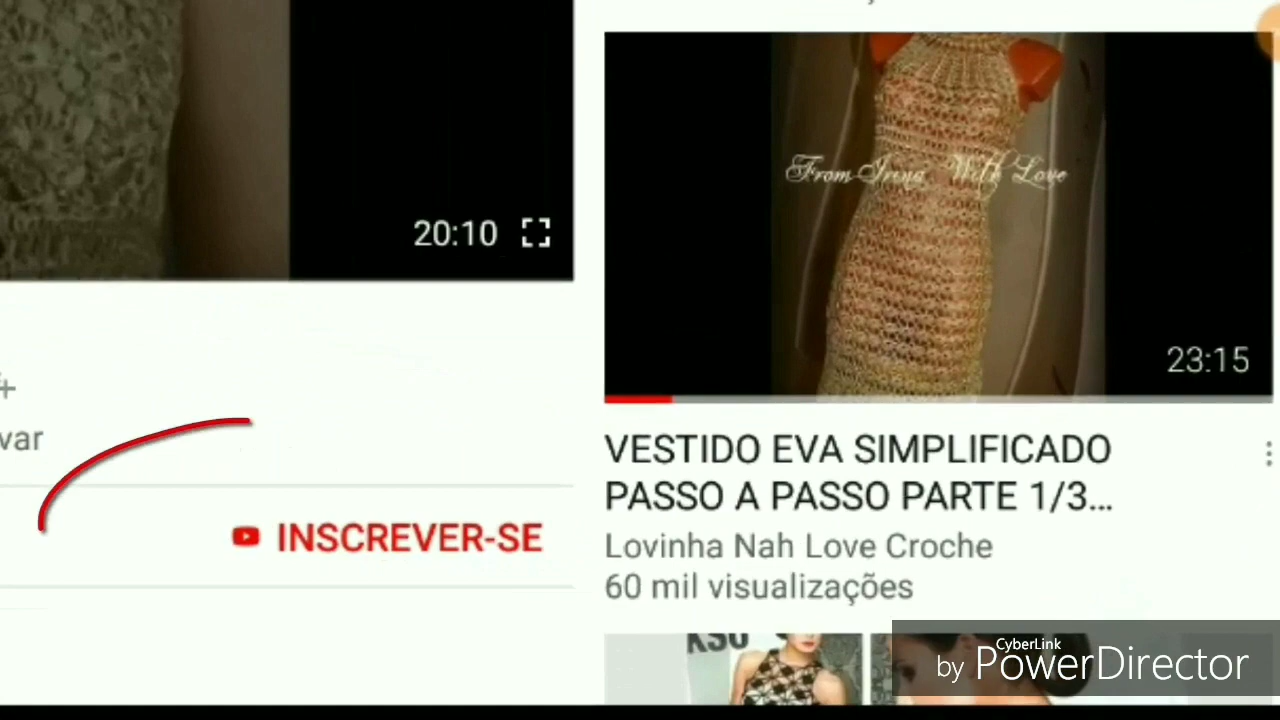 20:10
var
INSCREVER-SE
From Irina With Love
23:15
VESTIDO EVA SIMPLIFICADO
PASSO A PASSO PARTE 1/3...
Lovinha Nah Love Croche
60 mil visualizações
CyberLink
by PowerDirector